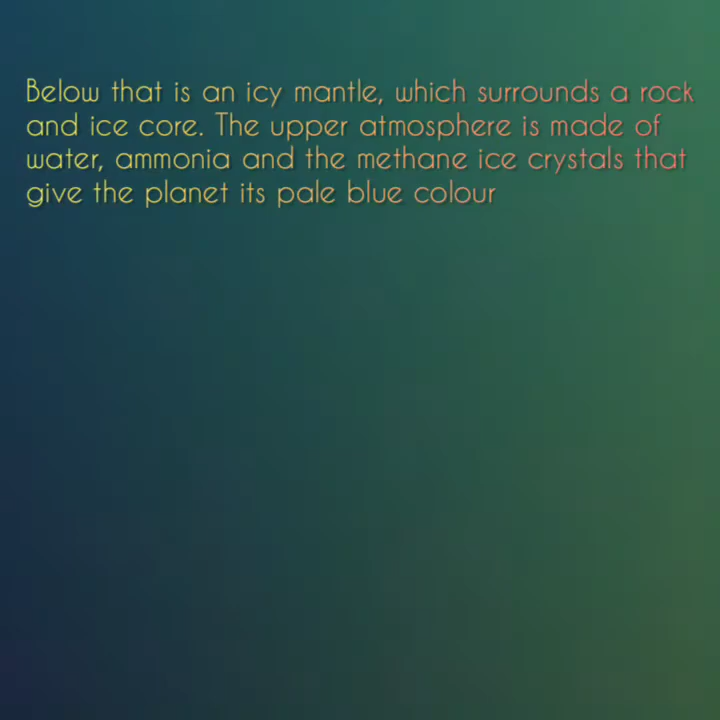 Below that is an icy mantle, which surrounds a rock
and ice core. The upper atmosphere is made of
water, ammonia and the methane ice crystals that
give the planet its pale blue colour